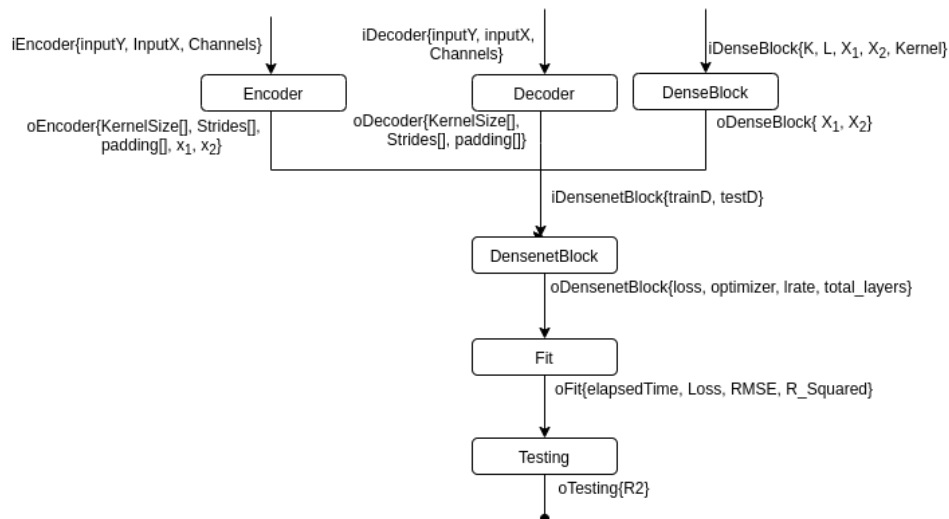 iEncoder{inputY, InputX, Channels}
iDecoder{inputY, inputX,
Channels}
iDenseBlock{K, L, X₁, X₂, Kernel}
Encoder
Decoder
DenseBlock
oEncoder{KernelSize[], Strides[],
padding[], x₁, x₂}
oDecoder{KernelSize[],
Strides[], padding[]}
oDenseBlock{ X₁, X₂}
iDensenetBlock{trainD, testD}
DensenetBlock
oDensenetBlock{loss, optimizer, lrate, total_layers}
Fit
oFit{elapsedTime, Loss, RMSE, R_Squared}
Testing
oTesting{R2}